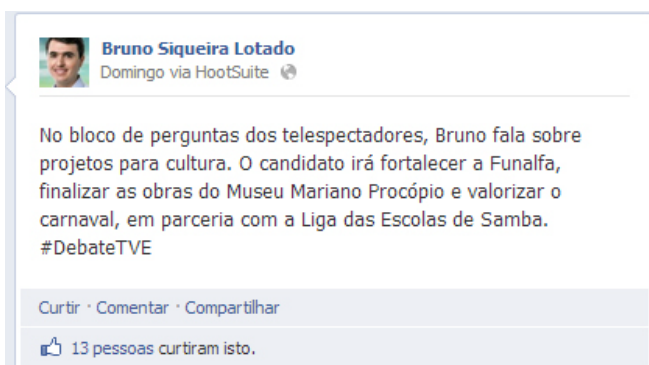 Bruno Siqueira Lotado
Domingo via HootSuite
No bloco de perguntas dos telespectadores, Bruno fala sobre
projetos para cultura. O candidato irá fortalecer a Funalfa,
finalizar as obras do Museu Mariano Procópio e valorizar o
carnaval, em parceria com a Liga das Escolas de Samba.
#DebateTVE
Curtir · Comentar · Compartilhar
13 pessoas curtiram isto.